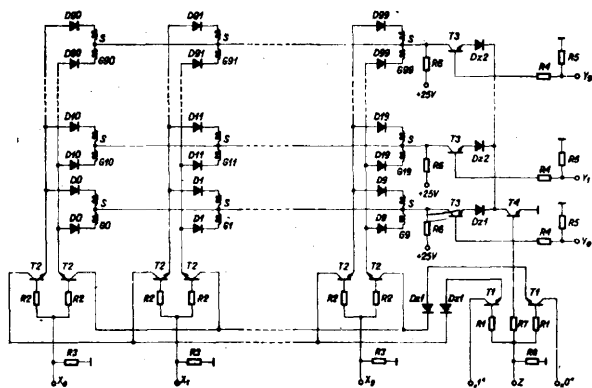 D90 S D91 S D99 S T3 Dz2 R5
D90 G90 D91 G91 D99 G99 R6 R4 Y9
+25V
D10 S D11 S D19 S T3 Dz2 R5
D10 G10 D11 G11 D19 G19 R6 R4 Y1
D0 S D1 S D9 S +25V T3 Dz1 T4 R5
D0 G0 D1 G1 D9 G9 R6 R4 Y0
+25V
T2 T2 T2 T2 T2 T2 Dz1 Dz1 T1 T1
R2 R2 R2 R2 R2 R2 R1 R7 R1
R3 R3 R3 R8
X0 X1 X9 „1" Z „0"